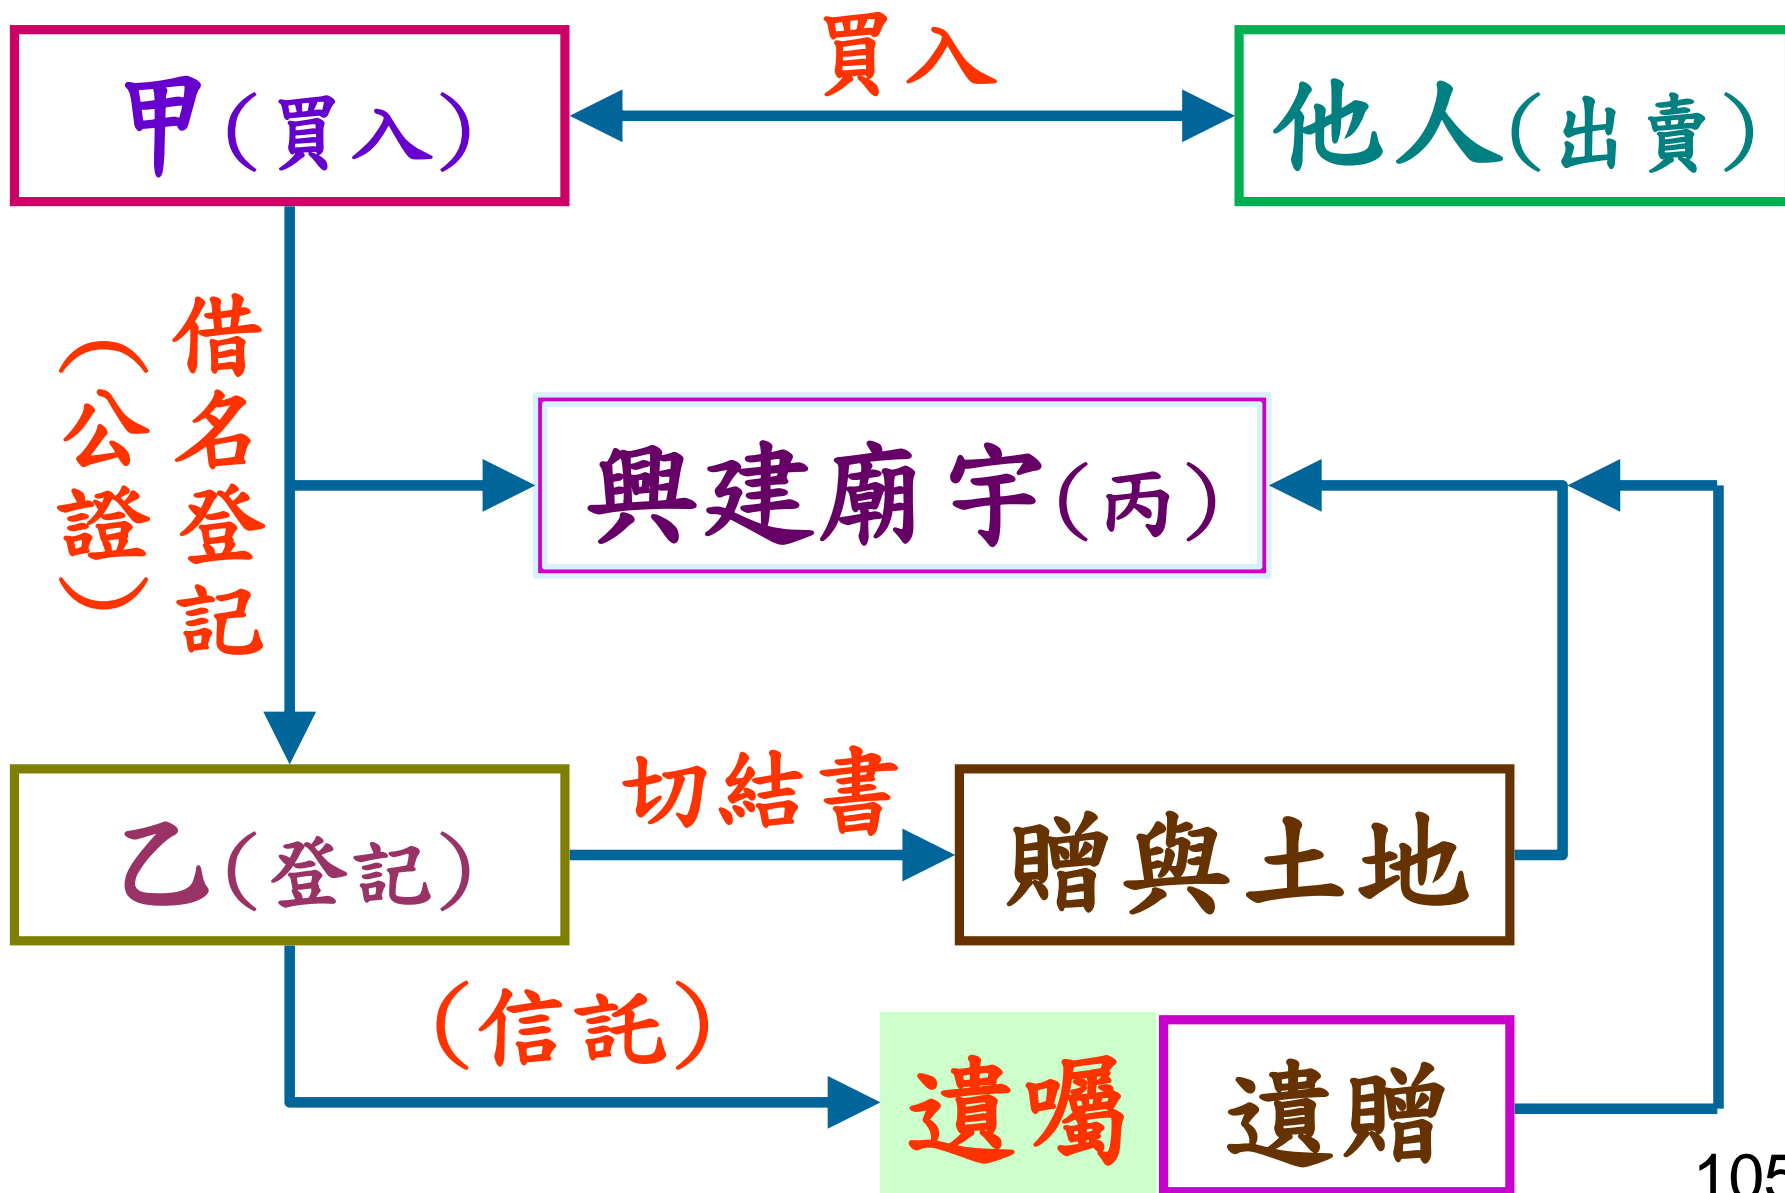 買入
甲(買入)
他人(出賣)
借名登記
(公證)
興建廟宇(丙)
切結書
乙(登記)
贈與土地
(信託)
遺囑
遺贈
105